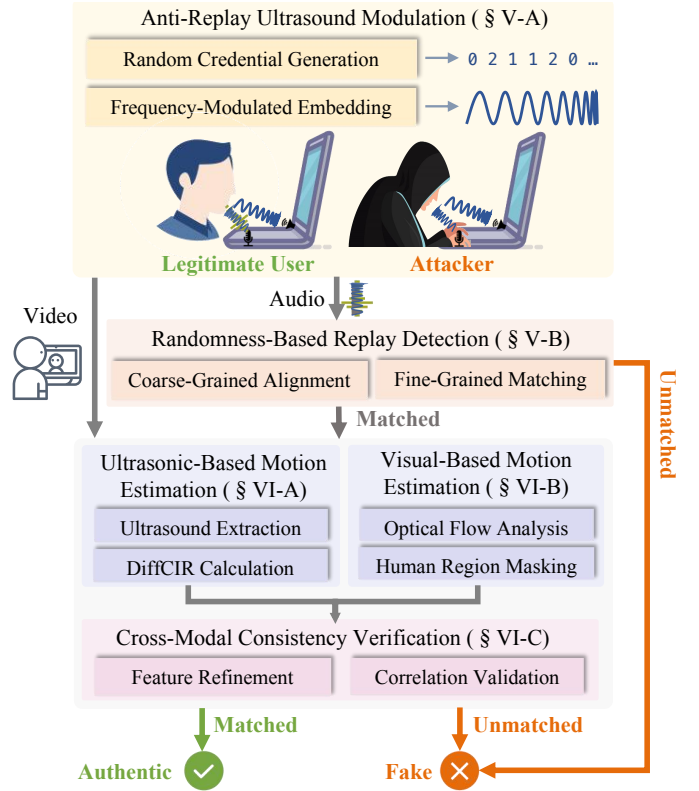 Anti-Replay Ultrasound Modulation ( § V-A)
Random Credential Generation
0 2 1 1 2 0 ...
Frequency-Modulated Embedding
Legitimate User
Attacker
Video
Audio
Randomness-Based Replay Detection ( § V-B)
Coarse-Grained Alignment
Fine-Grained Matching
Unmatched
Matched
Ultrasonic-Based Motion
Estimation ( § VI-A)
Ultrasound Extraction
DiffCIR Calculation
Visual-Based Motion
Estimation ( § VI-B)
Optical Flow Analysis
Human Region Masking
Cross-Modal Consistency Verification ( § VI-C)
Feature Refinement
Correlation Validation
Matched
Unmatched
Authentic
Fake